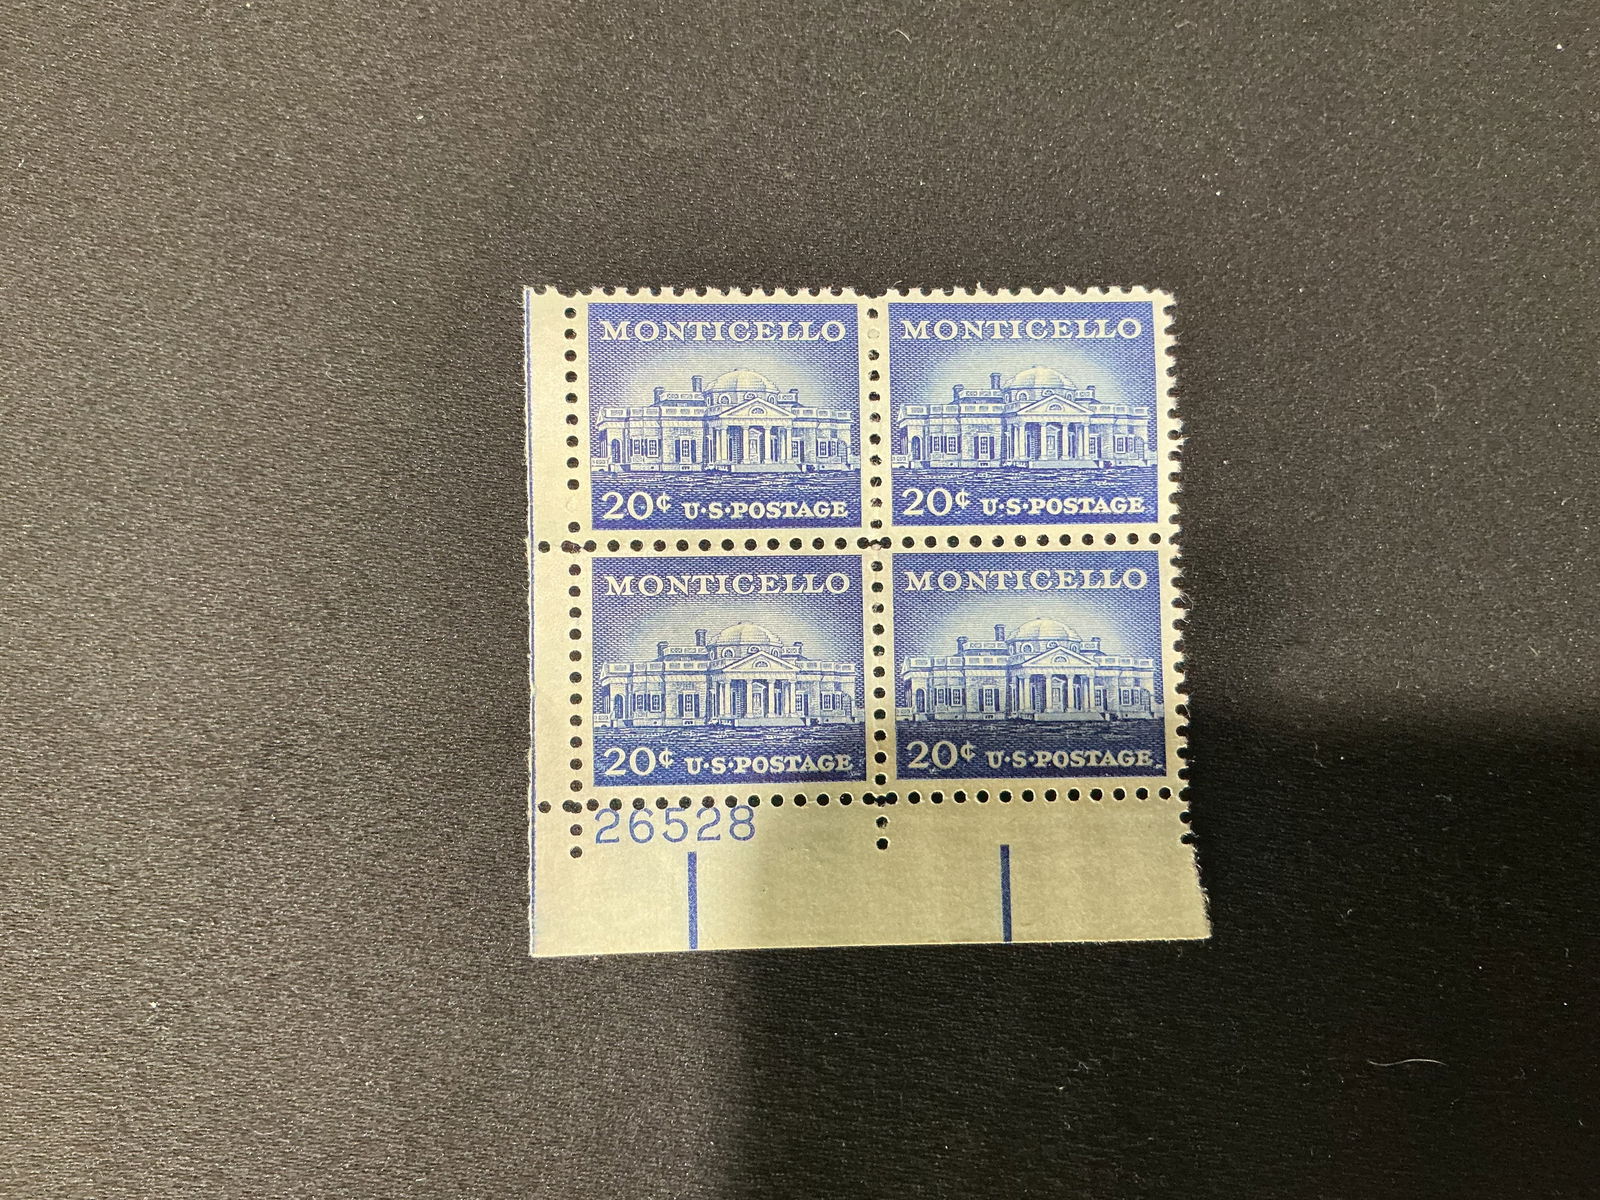 MONTICELLO MONTICELLO
20¢ U·S·POSTAGE 20¢ U·S·POSTAGE
MONTICELLO MONTICELLO
20¢ U·S·POSTAGE 20¢ U·S·POSTAGE
26528